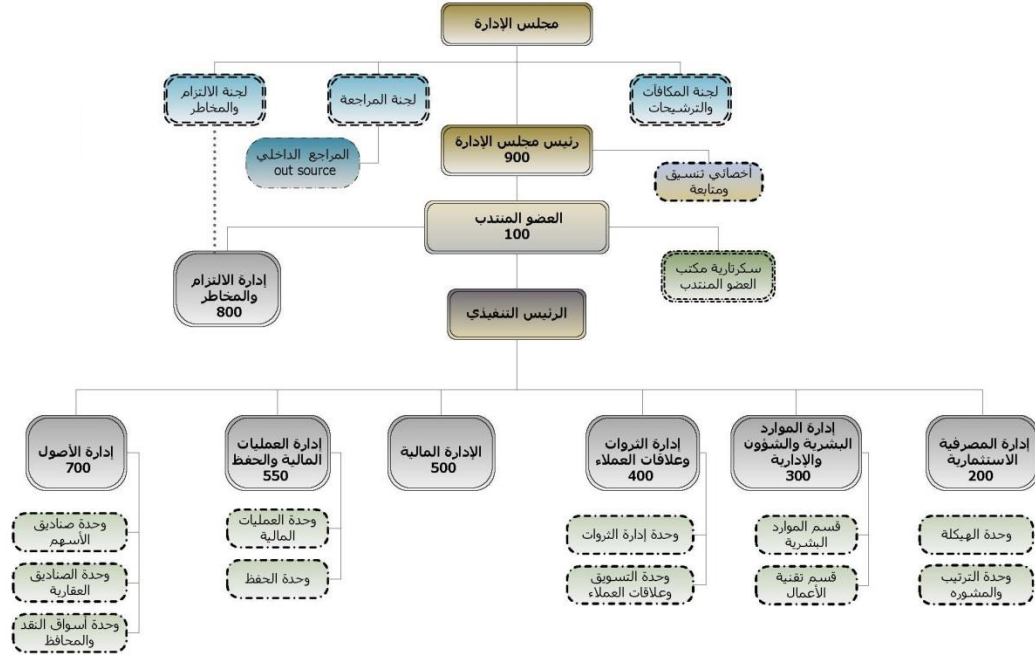 مجلس الإدارة
لجنة المكافآت
والترشيحات
لجنة المراجعة
لجنة الالتزام
والمخاطر
رئيس مجلس الإدارة
900
المراجع الداخلي
out source
أخصائي تنسيق
ومتابعة
العضو المنتدب
100
سكرتارية مكتب
العضو المنتدب
إدارة الالتزام
والمخاطر
800
الرئيس التنفيذي
إدارة المصرفية
الاستثمارية
200
إدارة الموارد
البشرية والشؤون
والإدارية
300
إدارة الثروات
وعلاقات العملاء
400
الإدارة المالية
500
إدارة العمليات
المالية والحفظ
550
إدارة الأصول
700
وحدة الهيكلة
وحدة الترتيب
والمشوره
قسم الموارد
البشرية
قسم تقنية
الأعمال
وحدة إدارة الثروات
وحدة التسويق
وعلاقات العملاء
وحدة العمليات
المالية
وحدة الحفظ
وحدة صناديق
الأسهم
وحدة الصناديق
العقارية
وحدة أسواق النقد
والمحافظ